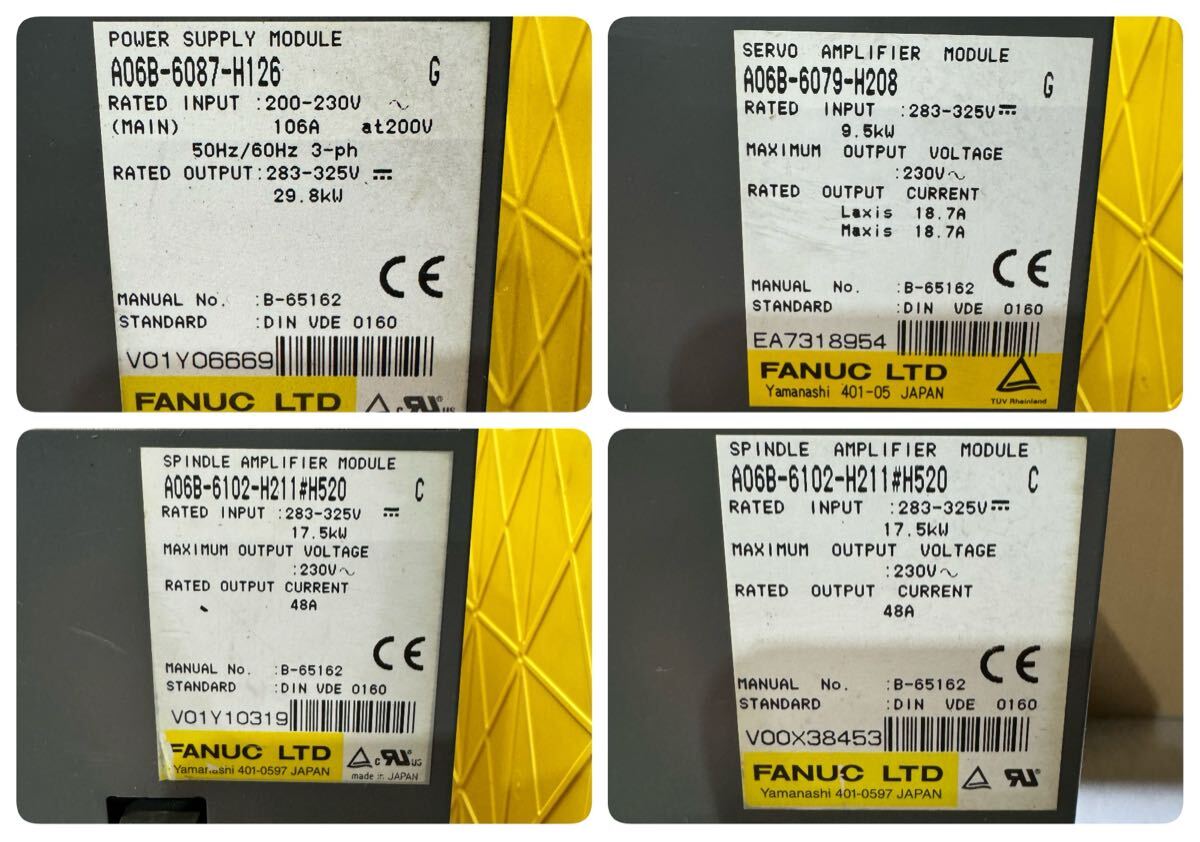 POWER SUPPLY MODULE
A06B-6087-H126 G
RATED INPUT :200-230V ~
(MAIN) 106A at200V
50Hz/60Hz 3-ph
RATED OUTPUT:283-325V ⎓
29.8kW
CE
MANUAL No. :B-65162
STANDARD :DIN VDE 0160
V01Y06669
FANUC LTD
c US
SERVO AMPLIFIER MODULE
A06B-6079-H208 G
RATED INPUT :283-325V⎓
9.5kW
MAXIMUM OUTPUT VOLTAGE
:230V~
RATED OUTPUT CURRENT
Laxis 18.7A
Maxis 18.7A
CE
MANUAL No. :B-65162
STANDARD :DIN VDE 0160
EA7318954
FANUC LTD
Yamanashi 401-05 JAPAN
TÜV Rheinland
SPINDLE AMPLIFIER MODULE
A06B-6102-H211#H520 C
RATED INPUT :283-325V ⎓
17.5kW
MAXIMUM OUTPUT VOLTAGE
:230V~
RATED OUTPUT CURRENT
48A
CE
MANUAL No. :B-65162
STANDARD :DIN VDE 0160
V01Y10319
FANUC LTD
Yamanashi 401-0597 JAPAN
c US
made in JAPAN
SPINDLE AMPLIFIER MODULE
A06B-6102-H211#H520 C
RATED INPUT :283-325V⎓
17.5kW
MAXIMUM OUTPUT VOLTAGE
:230V~
RATED OUTPUT CURRENT
48A
CE
MANUAL No. :B-65162
STANDARD :DIN VDE 0160
V00X38453
FANUC LTD
Yamanashi 401-0597 JAPAN